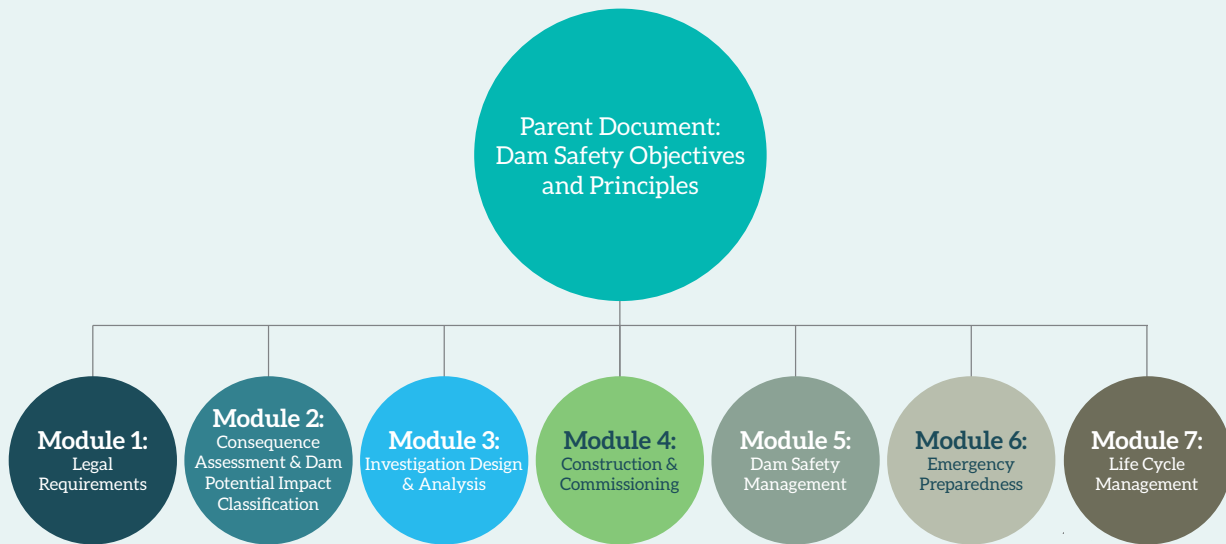 Parent Document:
Dam Safety Objectives
and Principles
Module 1:
Legal
Requirements
Module 2:
Consequence
Assessment & Dam
Potential Impact
Classification
Module 3:
Investigation Design
& Analysis
Module 4:
Construction &
Commissioning
Module 5:
Dam Safety
Management
Module 6:
Emergency
Preparedness
Module 7:
Life Cycle
Management